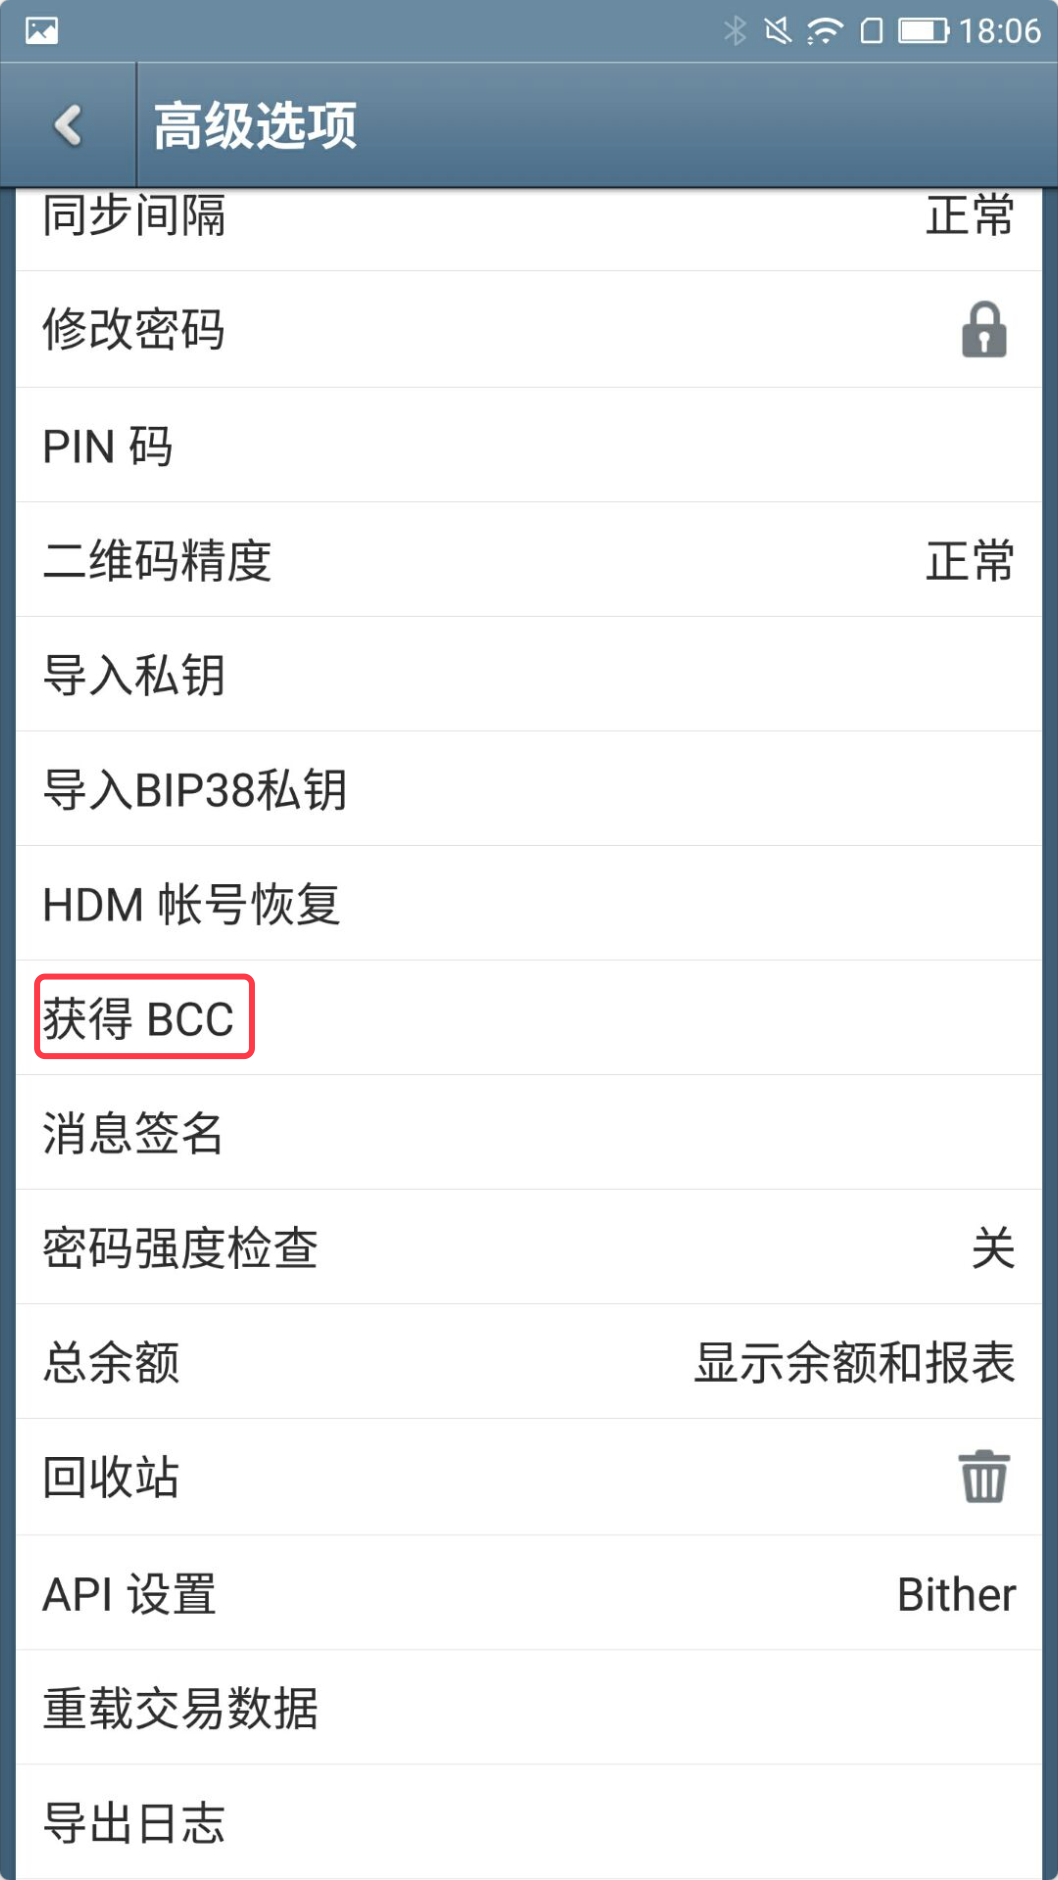 18:06
高级选项
同步间隔 正常
修改密码
PIN 码
二维码精度 正常
导入私钥
导入BIP38私钥
HDM 帐号恢复
获得 BCC
消息签名
密码强度检查 关
总余额 显示余额和报表
回收站
API 设置 Bither
重载交易数据
导出日志